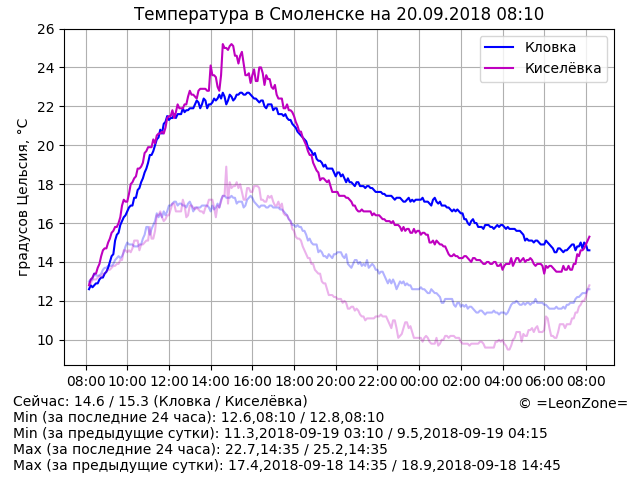 Температура в Смоленске на 20.09.2018 08:10
26
24
22
20
18
16
14
12
10
градусов Цельсия, °C
Кловка
Киселёвка
08:00 10:00 12:00 14:00 16:00 18:00 20:00 22:00 00:00 02:00 04:00 06:00 08:00
Сейчас: 14.6 / 15.3 (Кловка / Киселёвка)
© =LeonZone=
Min (за последние 24 часа): 12.6,08:10 / 12.8,08:10
Min (за предыдущие сутки): 11.3,2018-09-19 03:10 / 9.5,2018-09-19 04:15
Max (за последние 24 часа): 22.7,14:35 / 25.2,14:35
Max (за предыдущие сутки): 17.4,2018-09-18 14:35 / 18.9,2018-09-18 14:45